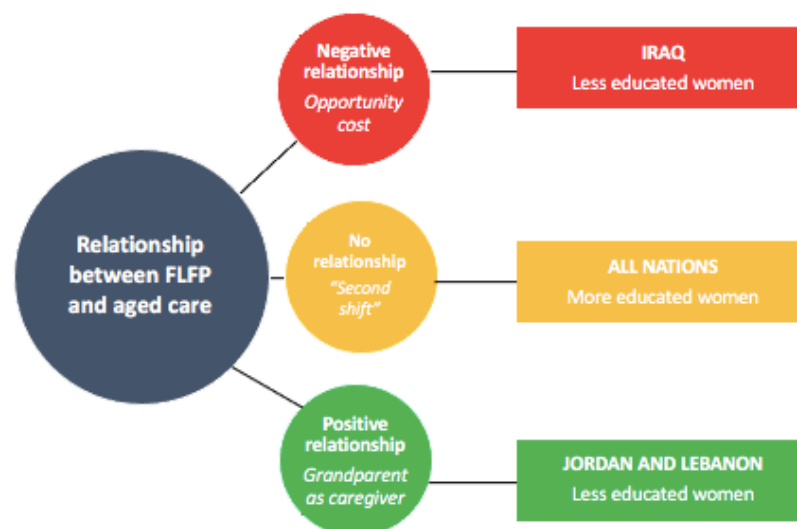 Negative
relationship
Opportunity
cost
IRAQ
Less educated women
Relationship
between FLFP
and aged care
No
relationship
"Second
shift"
ALL NATIONS
More educated women
Positive
relationship
Grandparent
as caregiver
JORDAN AND LEBANON
Less educated women